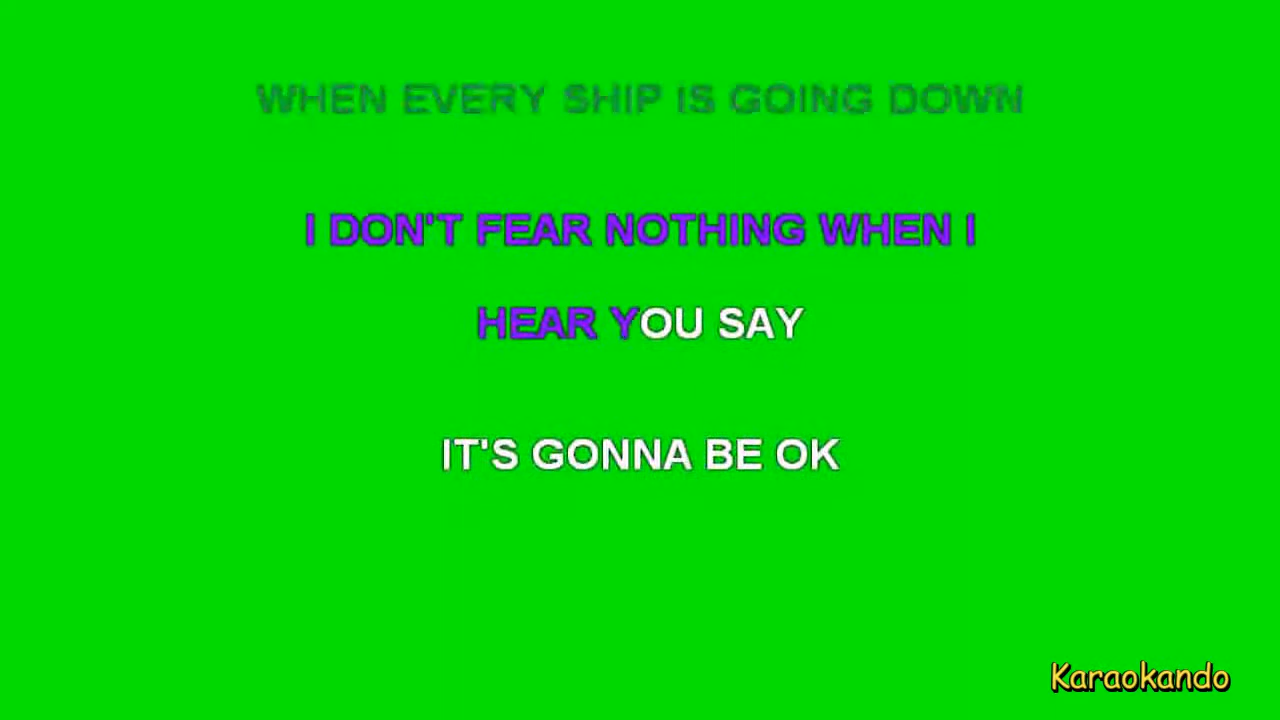 WHEN EVERY SHIP IS GOING DOWN
I DON'T FEAR NOTHING WHEN I
HEAR YOU SAY
IT'S GONNA BE OK
Karaokando